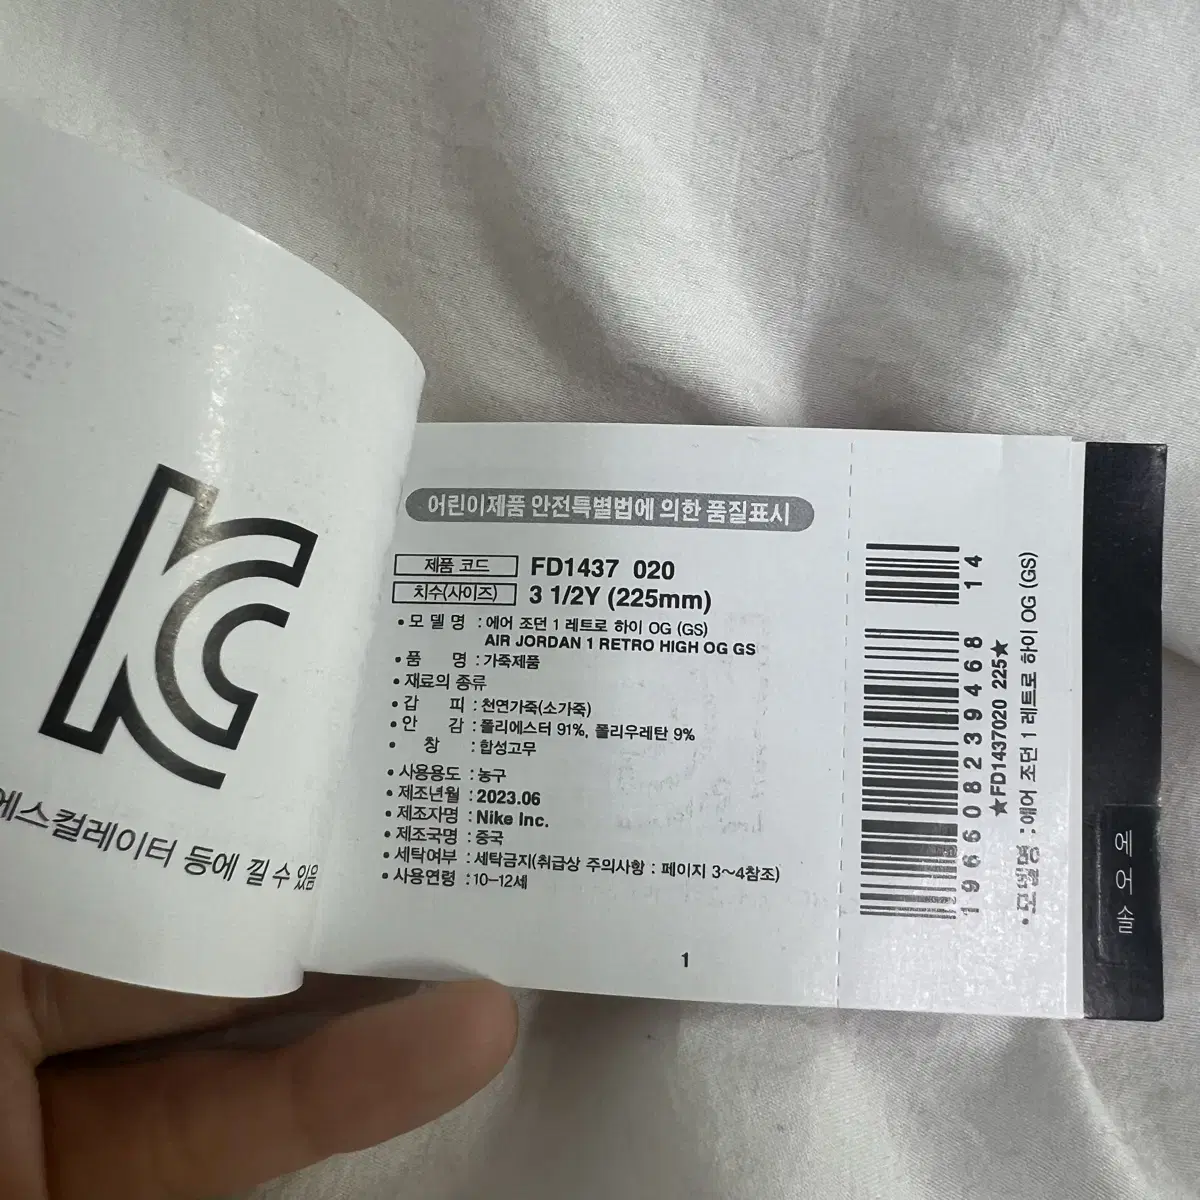 KC
에스컬레이터 등에 낄 수 있음
어린이제품 안전특별법에 의한 품질표시
제품 코드 FD1437 020
치수(사이즈) 3 1/2Y (225mm)
• 모 델 명 : 에어 조던 1 레트로 하이 OG (GS)
AIR JORDAN 1 RETRO HIGH OG GS
• 품 명 : 가죽제품
• 재료의 종류
• 갑 피 : 천연가죽(소가죽)
• 안 감 : 폴리에스터 91%, 폴리우레탄 9%
• 창 : 합성고무
• 사용용도 : 농구
• 제조년월 : 2023.06
• 제조자명 : Nike Inc.
• 제조국명 : 중국
• 세탁여부 : 세탁금지(취급상 주의사항 : 페이지 3~4참조)
• 사용연령 : 10-12세
1
196608239468 14
★FD1437020 225★
• 모델명 : 에어 조던 1 레트로 하이 OG (GS)
에어솔